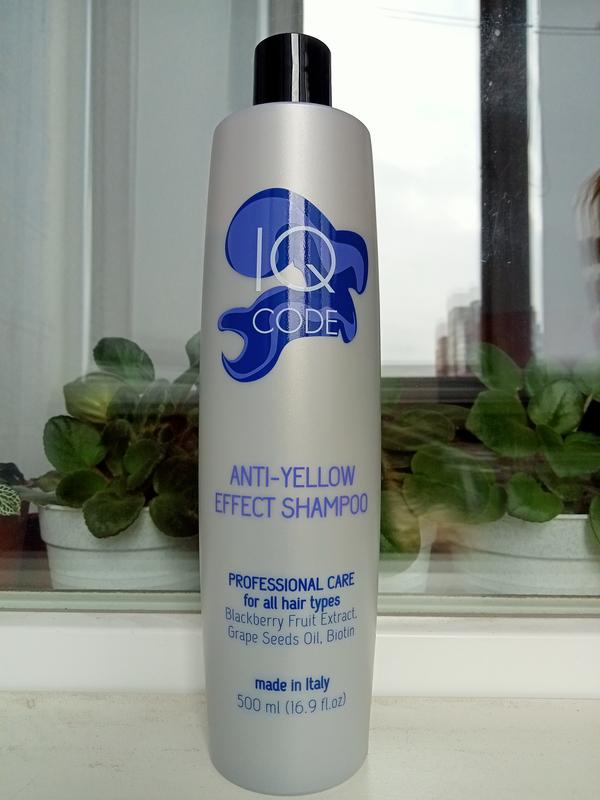 IQ
CODE
ANTI-YELLOW
EFFECT SHAMPOO
PROFESSIONAL CARE
for all hair types
Blackberry Fruit Extract,
Grape Seeds Oil, Biotin
made in Italy
500 ml (16.9 fl.oz)